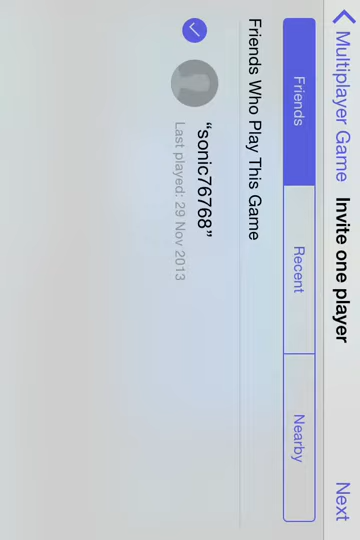 Multiplayer Game
Invite one player
Next
Friends
Recent
Nearby
Friends Who Play This Game
“sonic76768”
Last played: 29 Nov 2013